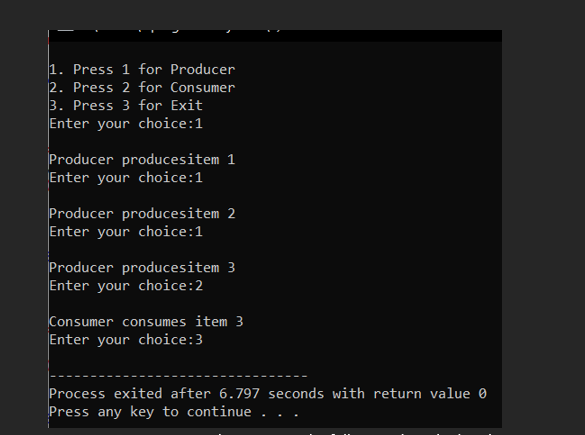 1. Press 1 for Producer
2. Press 2 for Consumer
3. Press 3 for Exit
Enter your choice:1
Producer producesitem 1
Enter your choice:1
Producer producesitem 2
Enter your choice:1
Producer producesitem 3
Enter your choice:2
Consumer consumes item 3
Enter your choice:3
--------------------------------
Process exited after 6.797 seconds with return value 0
Press any key to continue . . .